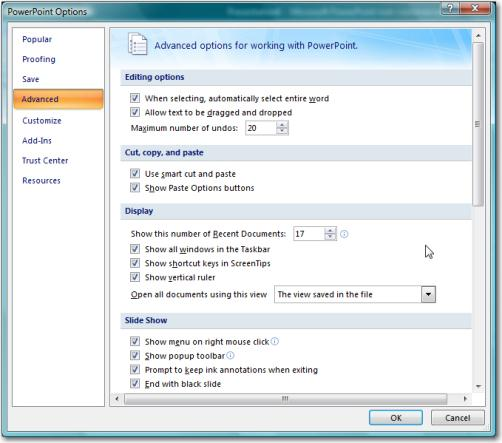 PowerPoint Options
Popular
Proofing
Save
Advanced
Customize
Add-Ins
Trust Center
Resources
Advanced options for working with PowerPoint.
Editing options
When selecting, automatically select entire word
Allow text to be dragged and dropped
Maximum number of undos: 20
Cut, copy, and paste
Use smart cut and paste
Show Paste Options buttons
Display
Show this number of Recent Documents: 17
Show all windows in the Taskbar
Show shortcut keys in ScreenTips
Show vertical ruler
Open all documents using this view The view saved in the file
Slide Show
Show menu on right mouse click
Show popup toolbar
Prompt to keep ink annotations when exiting
End with black slide
OK Cancel